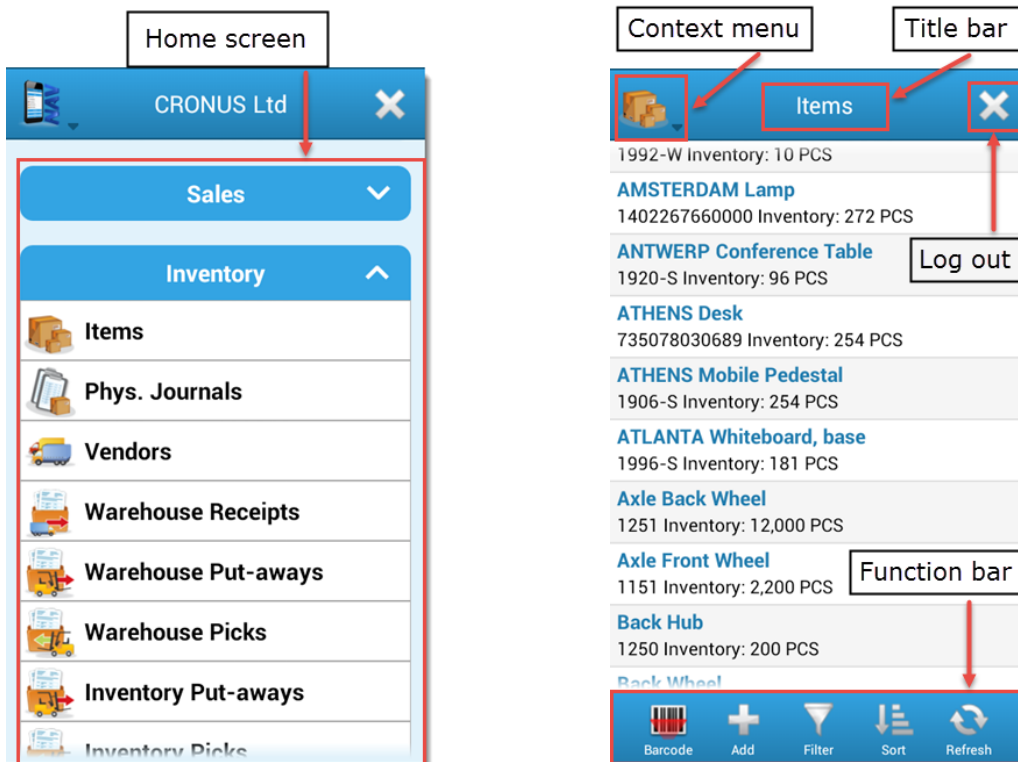 Home screen
CRONUS Ltd
Sales
Inventory
Items
Phys. Journals
Vendors
Warehouse Receipts
Warehouse Put-aways
Warehouse Picks
Inventory Put-aways
Inventory Picks
Context menu
Title bar
Items
1992-W Inventory: 10 PCS
AMSTERDAM Lamp
1402267660000 Inventory: 272 PCS
ANTWERP Conference Table
1920-S Inventory: 96 PCS
Log out
ATHENS Desk
735078030689 Inventory: 254 PCS
ATHENS Mobile Pedestal
1906-S Inventory: 254 PCS
ATLANTA Whiteboard, base
1996-S Inventory: 181 PCS
Axle Back Wheel
1251 Inventory: 12,000 PCS
Axle Front Wheel
1151 Inventory: 2,200 PCS
Function bar
Back Hub
1250 Inventory: 200 PCS
Back Wheel
Barcode Add Filter Sort Refresh